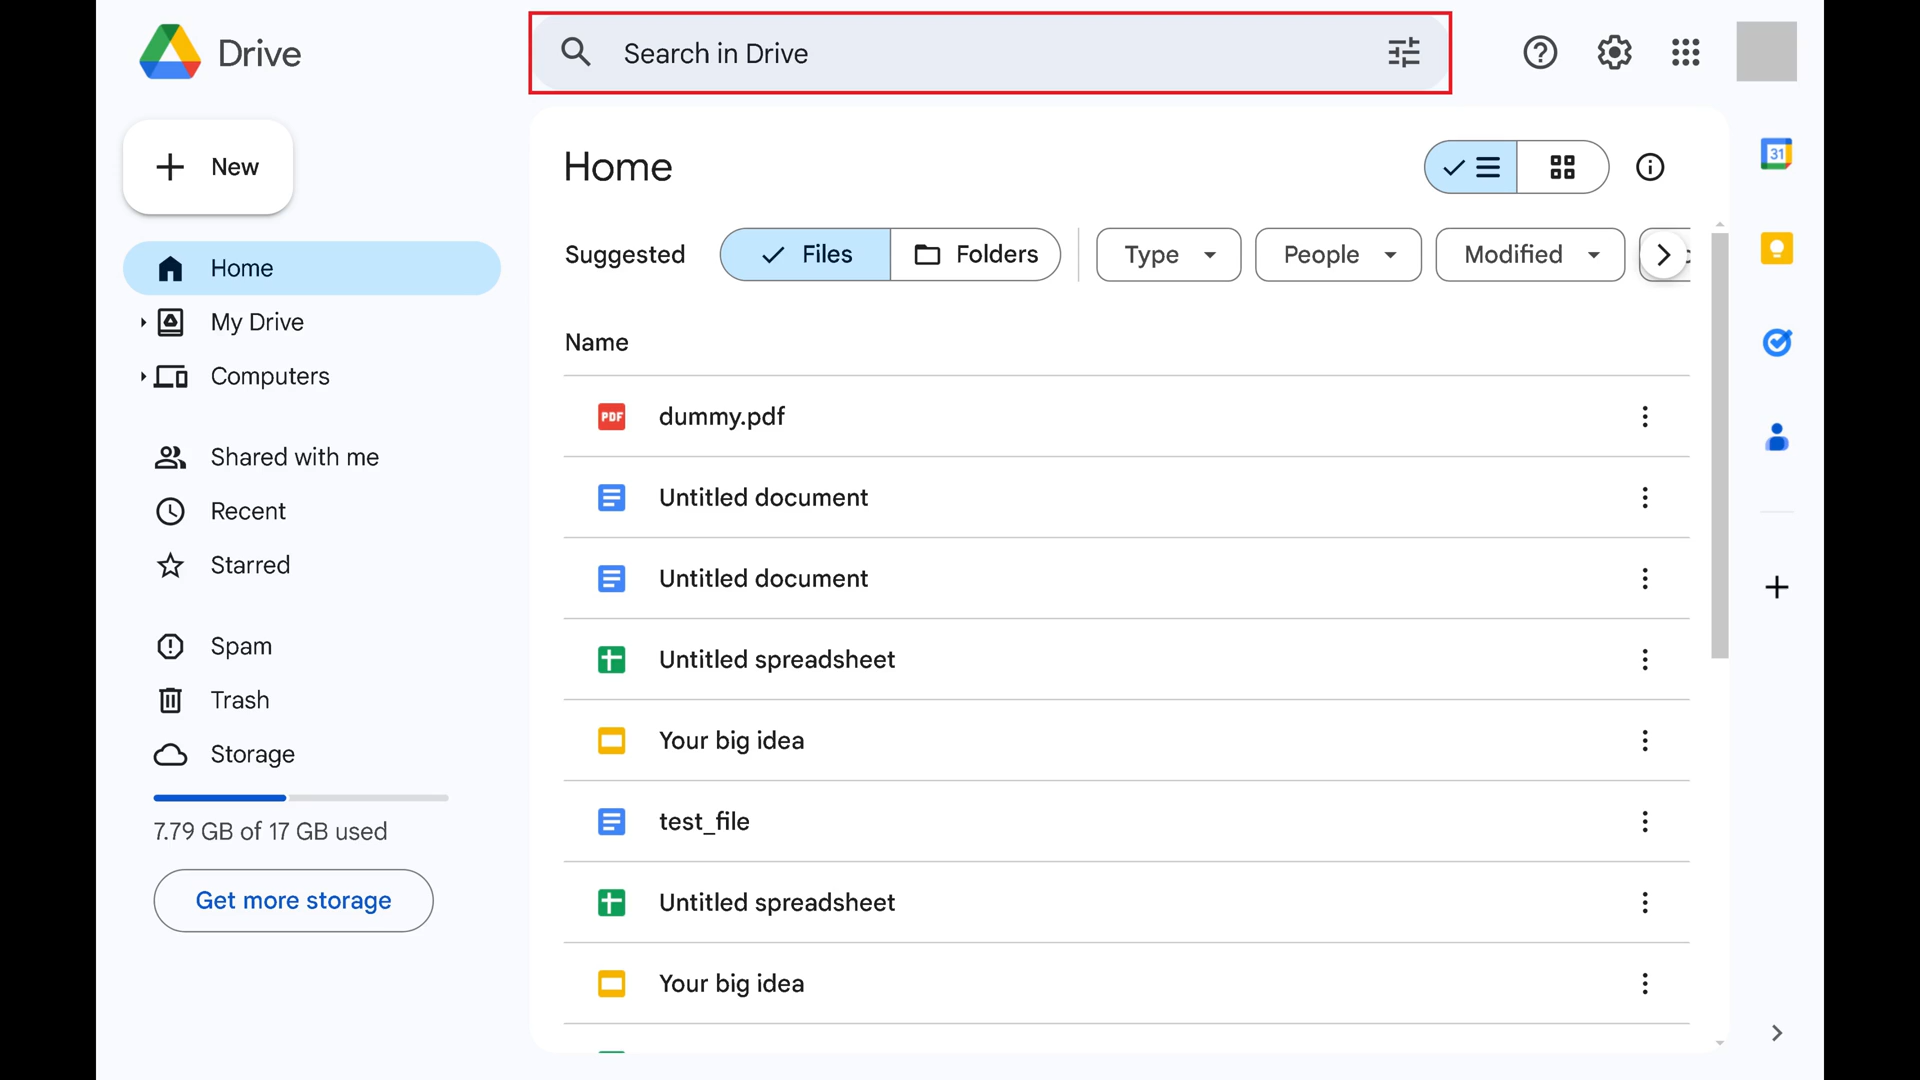 Drive
Search in Drive
New
Home
Suggested
Files
Folders
Type
People
Modified
Home
My Drive
Computers
Shared with me
Recent
Starred
Spam
Trash
Storage
7.79 GB of 17 GB used
Get more storage
Name
PDF dummy.pdf
Untitled document
Untitled document
Untitled spreadsheet
Your big idea
test_file
Untitled spreadsheet
Your big idea
31